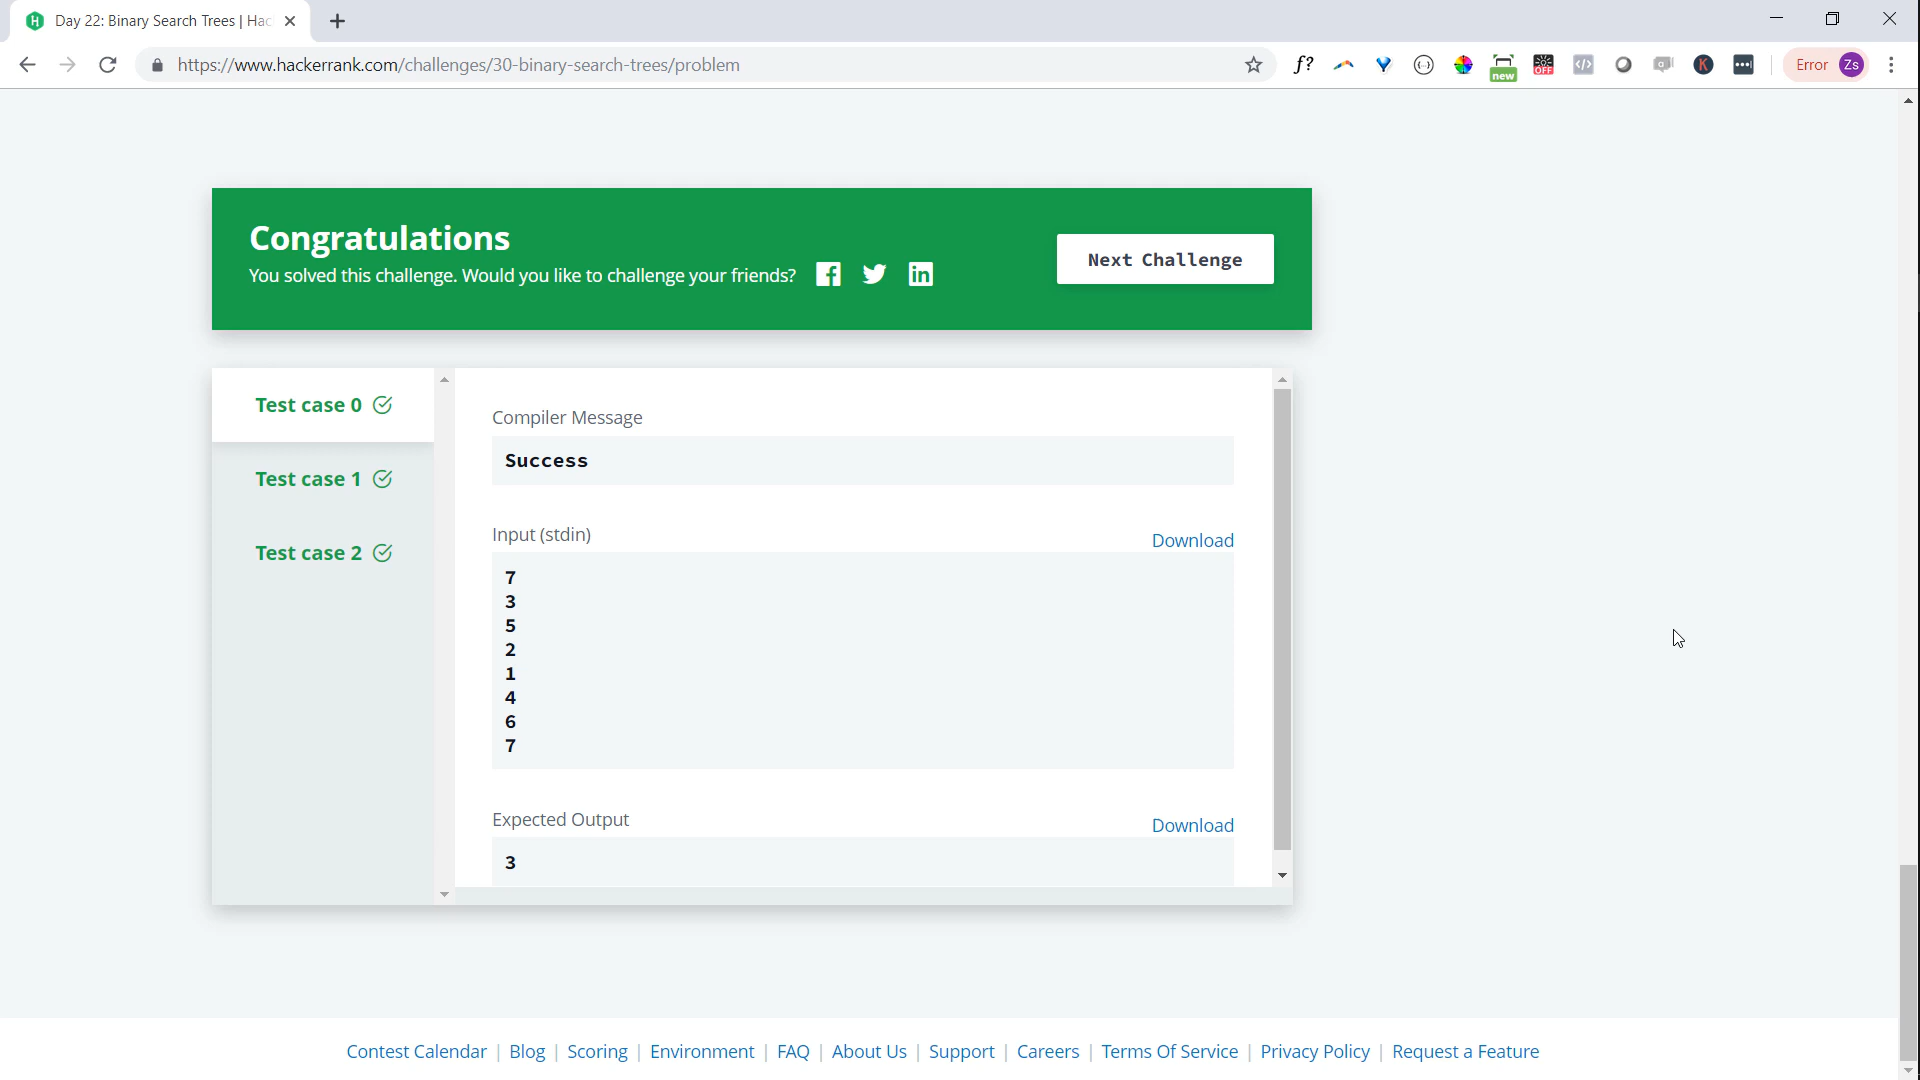 Day 22: Binary Search Trees | Hac
https://www.hackerrank.com/challenges/30-binary-search-trees/problem
f?
new
OFF
K
Error Zs
Congratulations
You solved this challenge. Would you like to challenge your friends?
Next Challenge
Test case 0
Test case 1
Test case 2
Compiler Message
Success
Input (stdin)
Download
7
3
5
2
1
4
6
7
Expected Output
Download
3
Contest Calendar | Blog | Scoring | Environment | FAQ | About Us | Support | Careers | Terms Of Service | Privacy Policy | Request a Feature